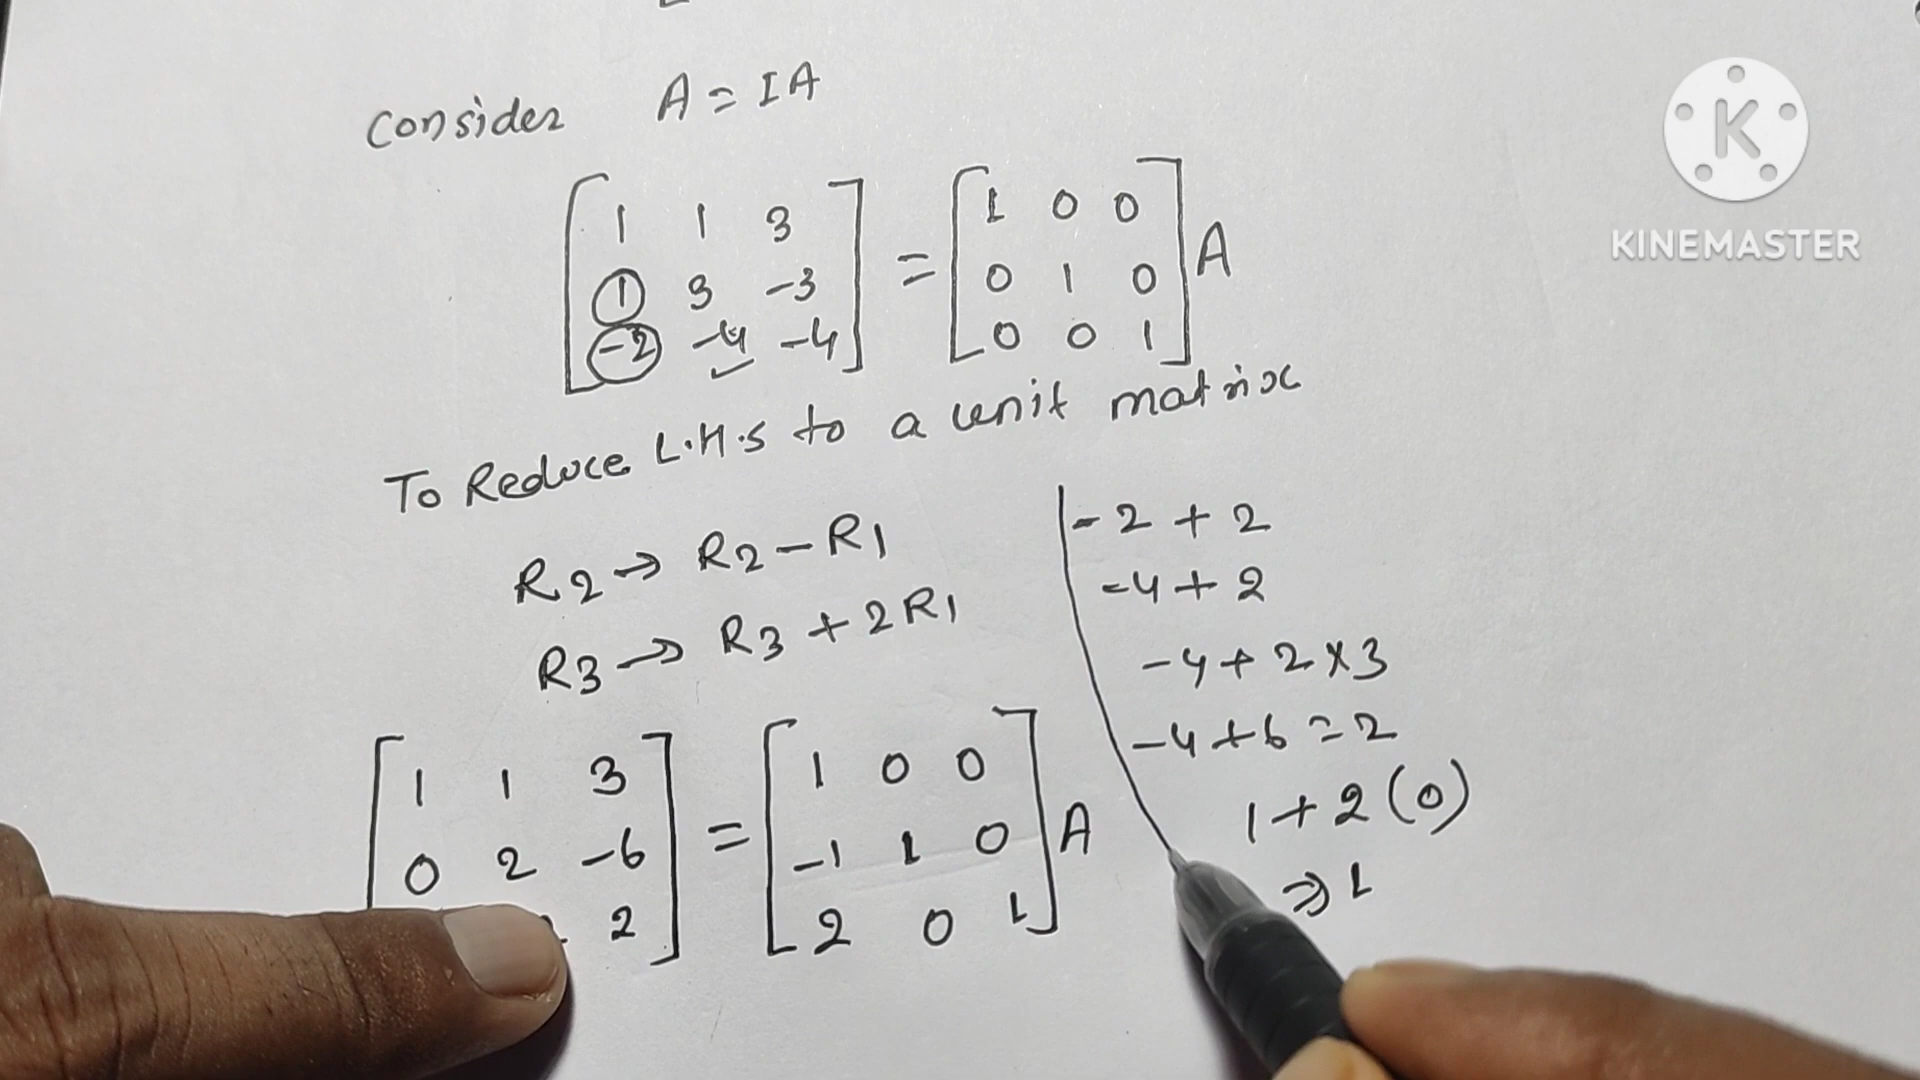 Consider A = IA
1 1 3
1 3 -3
-2 -4 -4
=
1 0 0
0 1 0
0 0 1
A
To Reduce L.H.S to a unit matrix
R2 → R2 - R1
R3 → R3 + 2R1
1 1 3
0 2 -6
2
=
1 0 0
-1 1 0
2 0 1
A
-2 + 2
-4 + 2
-4 + 2 × 3
-4 + 6 = 2
1 + 2 (0)
⇒ 1
K
KINEMASTER